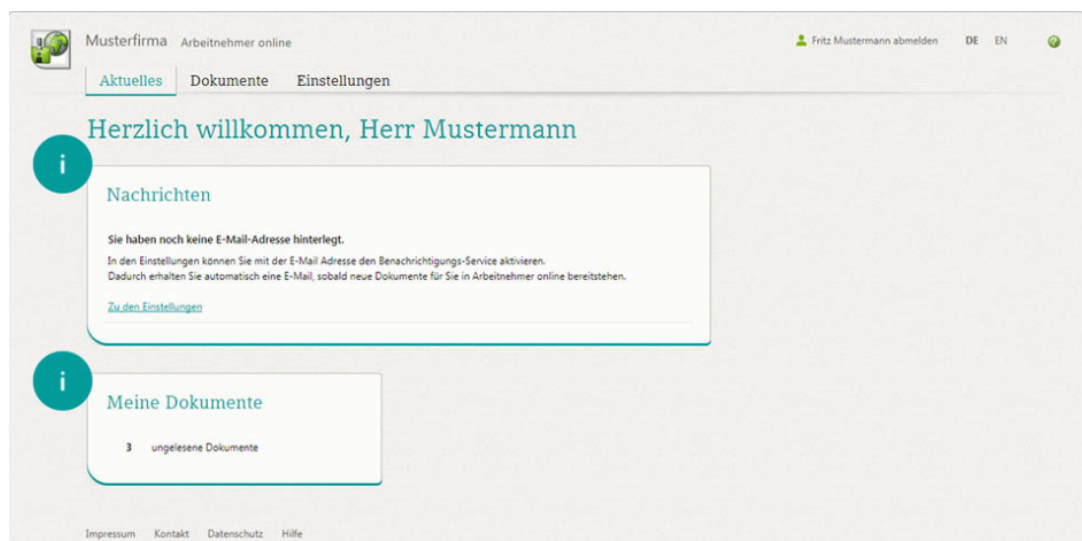 Musterfirma Arbeitnehmer online
Fritz Mustermann abmelden DE EN ?
Aktuelles Dokumente Einstellungen
Herzlich willkommen, Herr Mustermann
i
Nachrichten
Sie haben noch keine E-Mail-Adresse hinterlegt.
In den Einstellungen können Sie mit der E-Mail Adresse den Benachrichtigungs-Service aktivieren.
Dadurch erhalten Sie automatisch eine E-Mail, sobald neue Dokumente für Sie in Arbeitnehmer online bereitstehen.
Zu den Einstellungen
i
Meine Dokumente
3 ungelesene Dokumente
Impressum Kontakt Datenschutz Hilfe